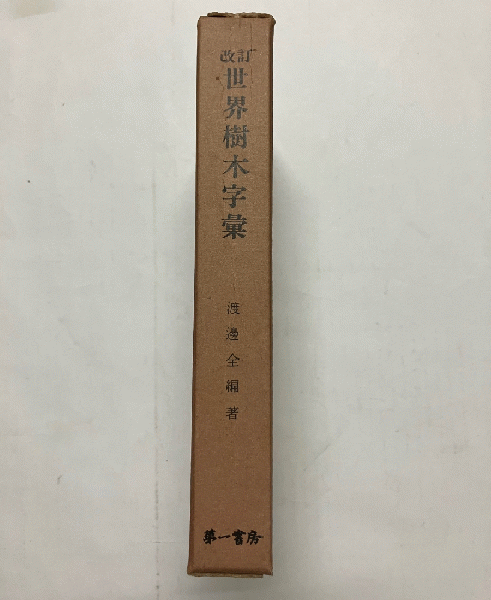 改訂
世界樹木字彙
渡邊全編著
第一書房